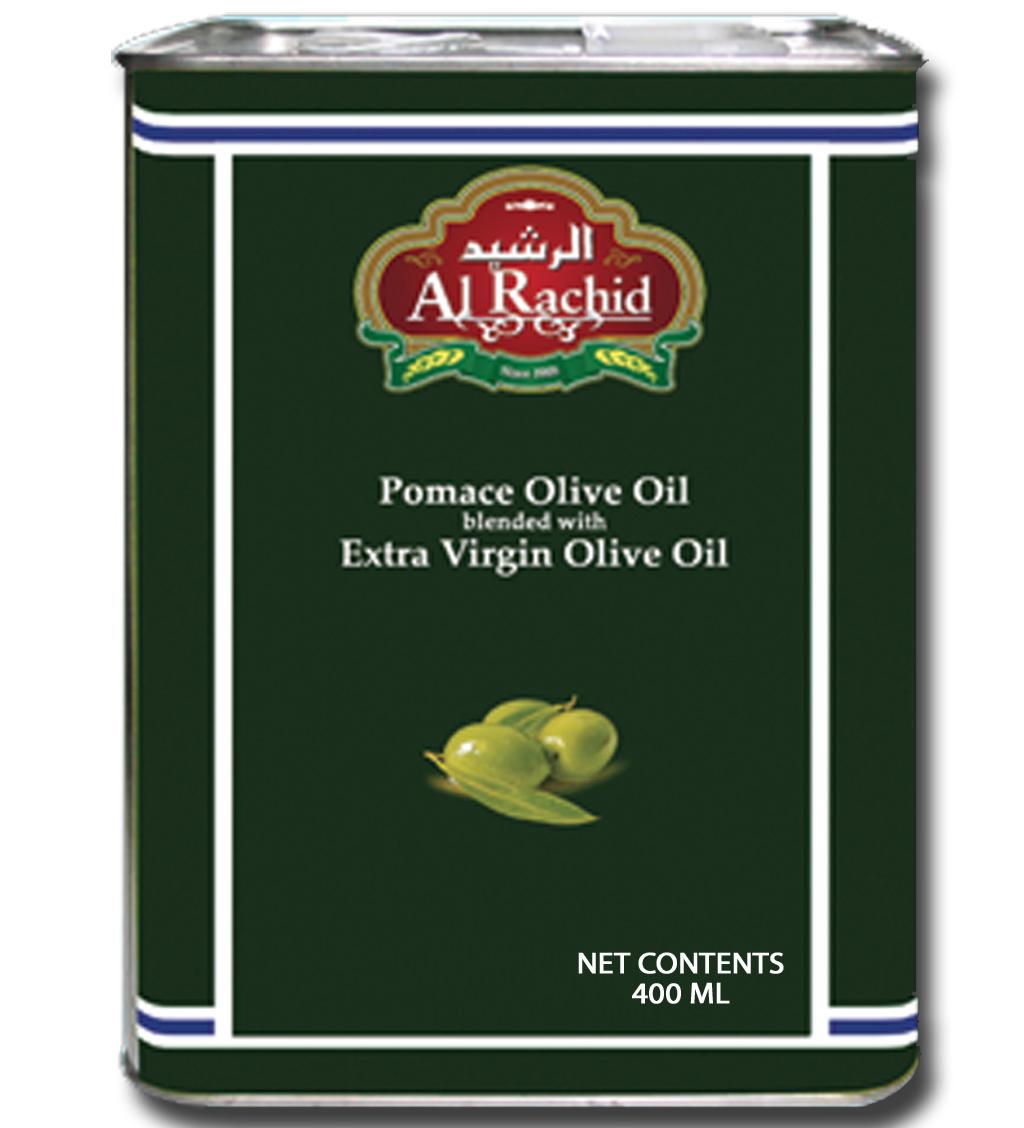 الرشيد
Al Rachid
Pomace Olive Oil
blended with
Extra Virgin Olive Oil
NET CONTENTS
400 ML